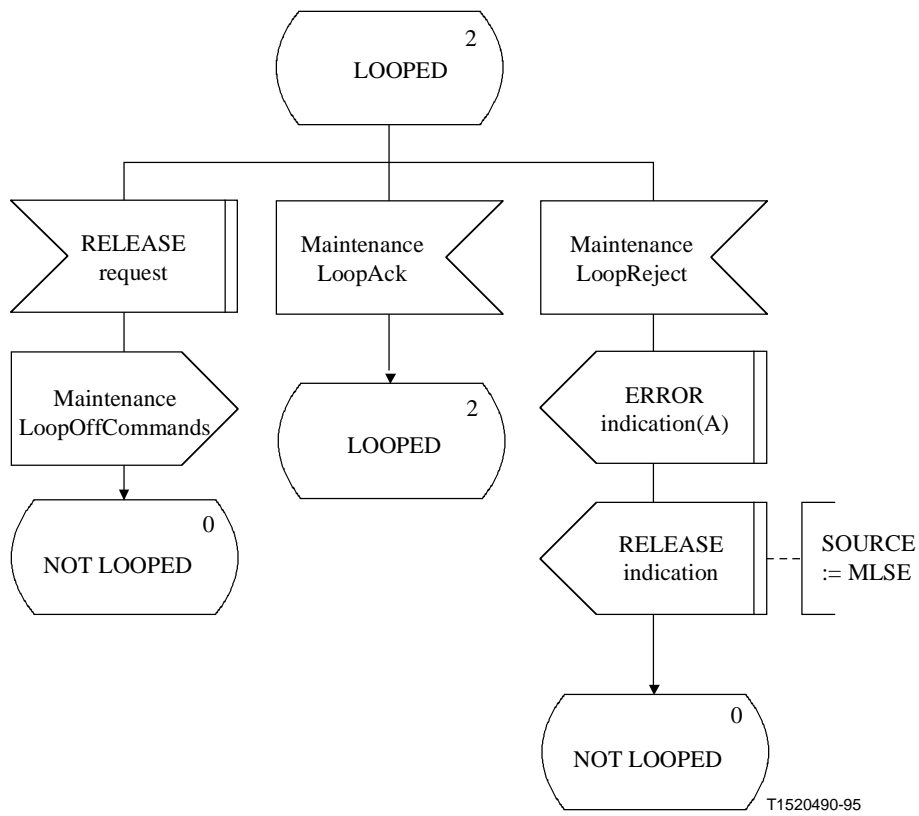 2
LOOPED
RELEASE
request
Maintenance
LoopAck
Maintenance
LoopReject
Maintenance
LoopOffCommands
2
LOOPED
ERROR
indication(A)
0
NOT LOOPED
RELEASE
indication
SOURCE
:= MLSE
0
NOT LOOPED
T1520490-95